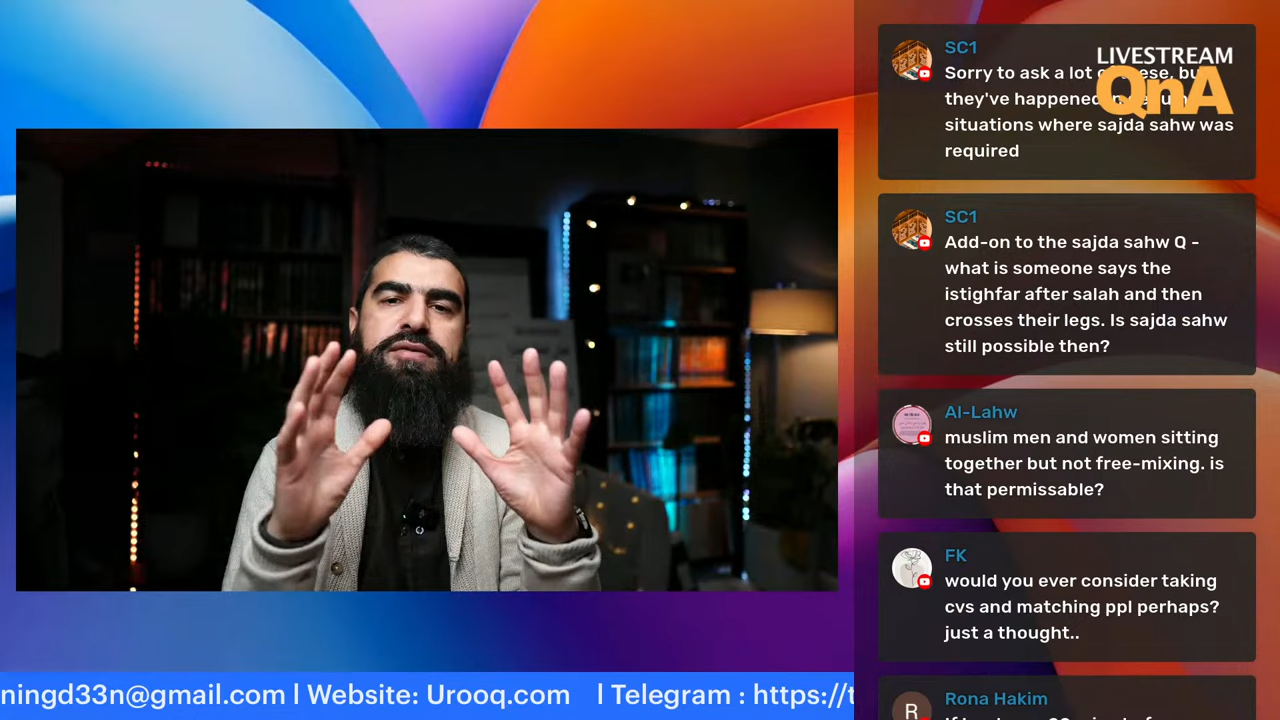 LIVESTREAM
QnA
SC1
Sorry to ask a lot
they've happened
situations where sajda sahw was
required
SC1
Add-on to the sajda sahw Q -
what is someone says the
istighfar after salah and then
crosses their legs. Is sajda sahw
still possible then?
Al-Lahw
muslim men and women sitting
together but not free-mixing. is
that permissable?
FK
would you ever consider taking
cvs and matching ppl perhaps?
just a thought..
R
Rona Hakim
ningd33n@gmail.com | Website: Urooq.com | Telegram : https://t